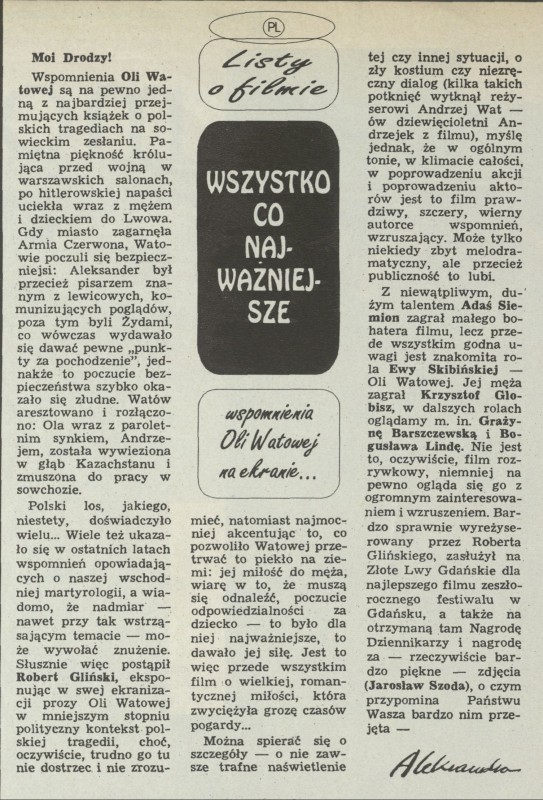 PL
Listy
o filmie
WSZYSTKO
CO
NAJ-
WAŻNIEJ-
SZE
wspomnienia
Oli Watowej
na ekranie...
Moi Drodzy!
Wspomnienia Oli Wa-
towej są na pewno jed-
ną z najbardziej przej-
mujących książek o pol-
skich tragediach na so-
wieckim zesłaniu. Pa-
miętna piękność królu-
jąca przed wojną w
warszawskich salonach,
po hitlerowskiej napaści
uciekła wraz z mężem
i dzieckiem do Lwowa.
Gdy miasto zagarnęła
Armia Czerwona, Wato-
wie poczuli się bezpiecz-
niejsi: Aleksander był
przecież pisarzem zna-
nym z lewicowych, ko-
munizujących poglądów,
poza tym byli Żydami,
co wówczas wydawało
się dawać pewne „punk-
ty za pochodzenie”, jed-
nakże to poczucie bez-
pieczeństwa szybko oka-
zało się złudne. Watów
aresztowano i rozłączo-
no: Ola wraz z parolet-
nim synkiem, Andrze-
jem, została wywieziona
w głąb Kazachstanu i
zmuszona do pracy w
sowchozie.
Polski los, jakiego,
niestety, doświadczyło
wielu... Wiele też ukaza-
ło się w ostatnich latach
wspomnień opowiadają-
cych o naszej wschod-
niej martyrologii, a wia-
domo, że nadmiar —
nawet przy tak wstrzą-
sającym temacie — mo-
że wywołać znużenie.
Słusznie więc postąpił
Robert Gliński, ekspo-
nując w swej ekraniza-
cji prozy Oli Watowej
w mniejszym stopniu
polityczny kontekst pol-
skiej tragedii, choć,
oczywiście, trudno go tu
nie dostrzec i nie zrozu-
mieć, natomiast najmoc-
niej akcentując to, co
pozwoliło Watowej prze-
trwać to piekło na zie-
mi: jej miłość do męża,
wiarę w to, że muszą
się odnaleźć, poczucie
odpowiedzialności za
dziecko — to było dla
niej najważniejsze, to
dawało jej siłę. Jest to
więc przede wszystkim
film o wielkiej, roman-
tycznej miłości, która
zwyciężyła grozę czasów
pogardy...
Można spierać się o
szczegóły — o nie zaw-
sze trafne naświetlenie
tej czy innej sytuacji, o
zły kostium czy niezrę-
czny dialog (kilka takich
potknięć wytknął reży-
serowi Andrzej Wat —
ów dziewięcioletni An-
drzejek z filmu), myślę
jednak, że w ogólnym
tonie, w klimacie całości,
w poprowadzeniu akcji
i poprowadzeniu akto-
rów jest to film praw-
dziwy, szczery, wierny
autorce wspomnień,
wzruszający. Może tylko
niekiedy zbyt melodra-
matyczny, ale przecież
publiczność to lubi.
Z niewątpliwym, du-
żym talentem Adaś Sie-
mion zagrał małego bo-
hatera filmu, lecz prze-
de wszystkim godna u-
wagi jest znakomita ro-
la Ewy Skibińskiej —
Oli Watowej. Jej męża
zagrał Krzysztof Glo-
bisz, w dalszych rolach
oglądamy m. in. Graży-
nę Barszczewską i Bo-
gusława Lindę. Nie jest
to, oczywiście, film roz-
rywkowy, niemniej na
pewno ogląda się go z
ogromnym zainteresowa-
niem i wzruszeniem. Bar-
dzo sprawnie wyreżyse-
rowany przez Roberta
Glińskiego, zasłużył na
Złote Lwy Gdańskie dla
najlepszego filmu zeszło-
rocznego festiwalu w
Gdańsku, a także na
otrzymaną tam Nagrodę
Dziennikarzy i nagrodę
za — rzeczywiście bar-
dzo piękne — zdjęcia
(Jarosław Szoda), o czym
przypomina Państwu
Wasza bardzo nim prze-
jęta —
Aleksandra